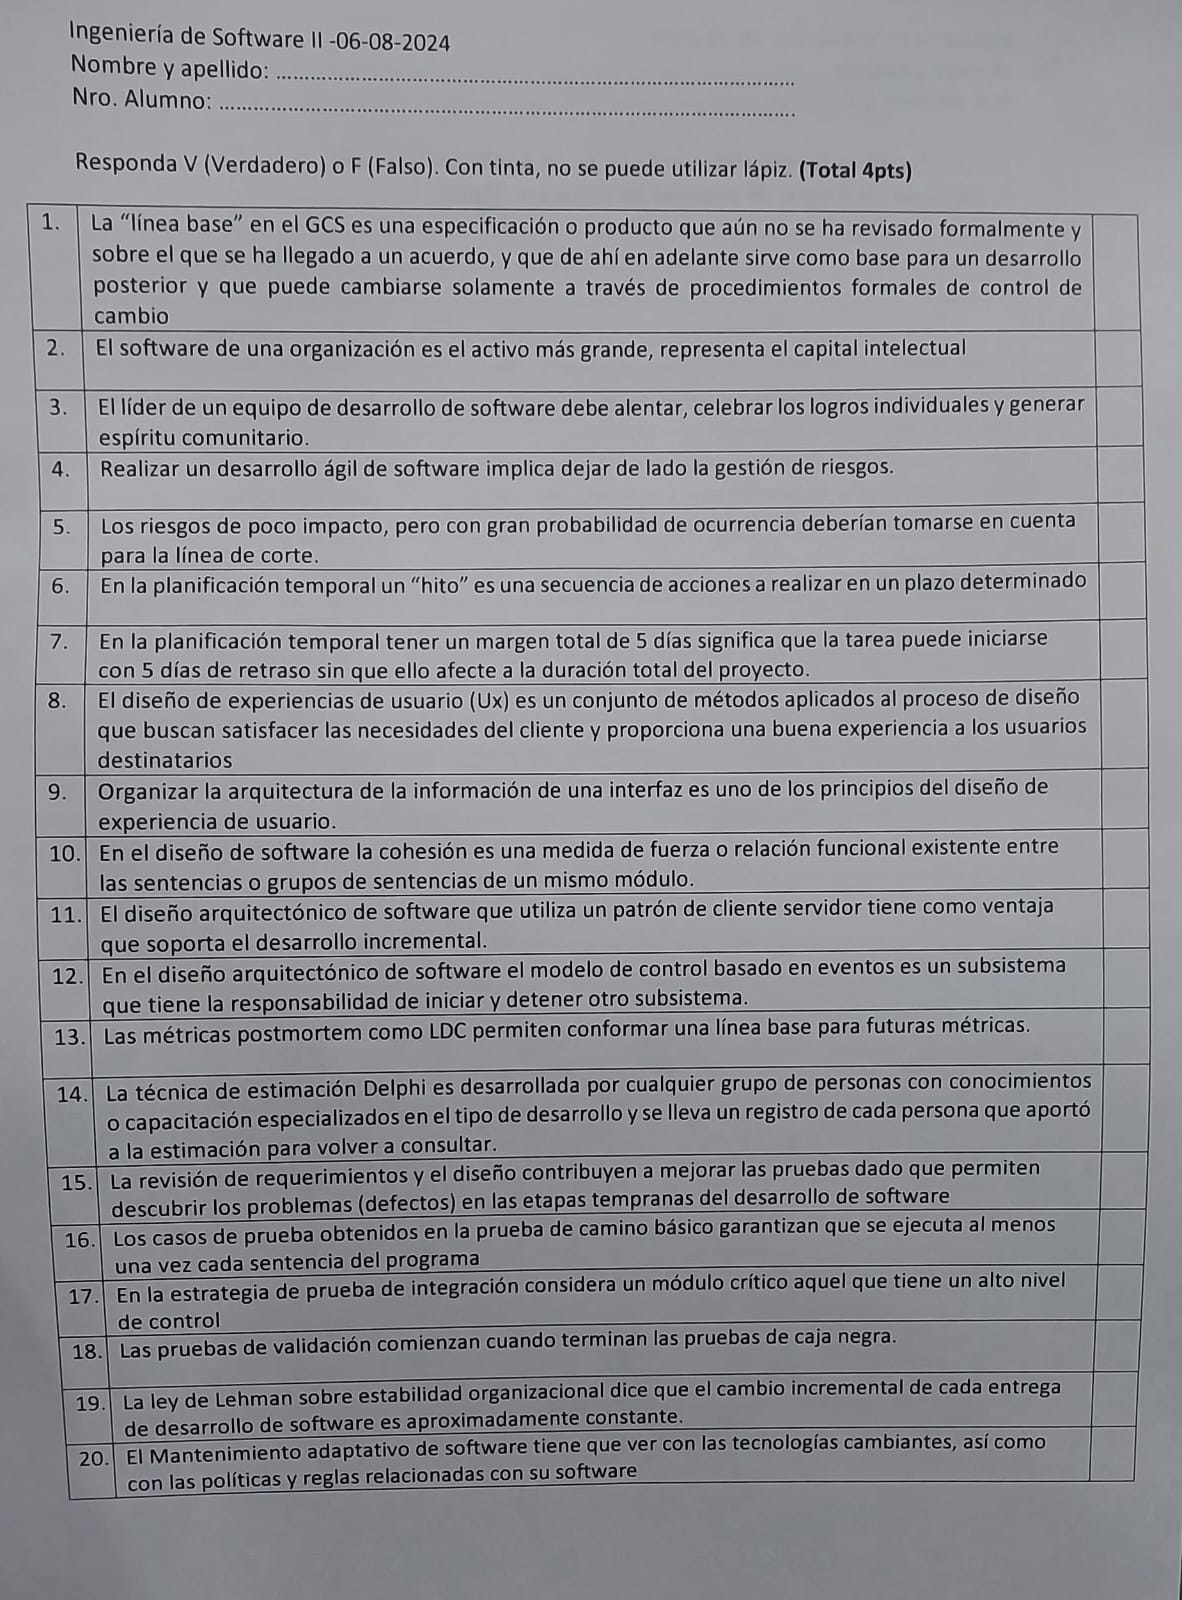 Ingeniería de Software II -06-08-2024
Nombre y apellido: ........................................................................
Nro. Alumno: ................................................................................
Responda V (Verdadero) o F (Falso). Con tinta, no se puede utilizar lápiz. (Total 4pts)
1. La “línea base” en el GCS es una especificación o producto que aún no se ha revisado formalmente y
sobre el que se ha llegado a un acuerdo, y que de ahí en adelante sirve como base para un desarrollo
posterior y que puede cambiarse solamente a través de procedimientos formales de control de
cambio
2. El software de una organización es el activo más grande, representa el capital intelectual
3. El líder de un equipo de desarrollo de software debe alentar, celebrar los logros individuales y generar
espíritu comunitario.
4. Realizar un desarrollo ágil de software implica dejar de lado la gestión de riesgos.
5. Los riesgos de poco impacto, pero con gran probabilidad de ocurrencia deberían tomarse en cuenta
para la línea de corte.
6. En la planificación temporal un “hito” es una secuencia de acciones a realizar en un plazo determinado
7. En la planificación temporal tener un margen total de 5 días significa que la tarea puede iniciarse
con 5 días de retraso sin que ello afecte a la duración total del proyecto.
8. El diseño de experiencias de usuario (Ux) es un conjunto de métodos aplicados al proceso de diseño
que buscan satisfacer las necesidades del cliente y proporciona una buena experiencia a los usuarios
destinatarios
9. Organizar la arquitectura de la información de una interfaz es uno de los principios del diseño de
experiencia de usuario.
10. En el diseño de software la cohesión es una medida de fuerza o relación funcional existente entre
las sentencias o grupos de sentencias de un mismo módulo.
11. El diseño arquitectónico de software que utiliza un patrón de cliente servidor tiene como ventaja
que soporta el desarrollo incremental.
12. En el diseño arquitectónico de software el modelo de control basado en eventos es un subsistema
que tiene la responsabilidad de iniciar y detener otro subsistema.
13. Las métricas postmortem como LDC permiten conformar una línea base para futuras métricas.
14. La técnica de estimación Delphi es desarrollada por cualquier grupo de personas con conocimientos
o capacitación especializados en el tipo de desarrollo y se lleva un registro de cada persona que aportó
a la estimación para volver a consultar.
15. La revisión de requerimientos y el diseño contribuyen a mejorar las pruebas dado que permiten
descubrir los problemas (defectos) en las etapas tempranas del desarrollo de software
16. Los casos de prueba obtenidos en la prueba de camino básico garantizan que se ejecuta al menos
una vez cada sentencia del programa
17. En la estrategia de prueba de integración considera un módulo crítico aquel que tiene un alto nivel
de control
18. Las pruebas de validación comienzan cuando terminan las pruebas de caja negra.
19. La ley de Lehman sobre estabilidad organizacional dice que el cambio incremental de cada entrega
de desarrollo de software es aproximadamente constante.
20. El Mantenimiento adaptativo de software tiene que ver con las tecnologías cambiantes, así como
con las políticas y reglas relacionadas con su software